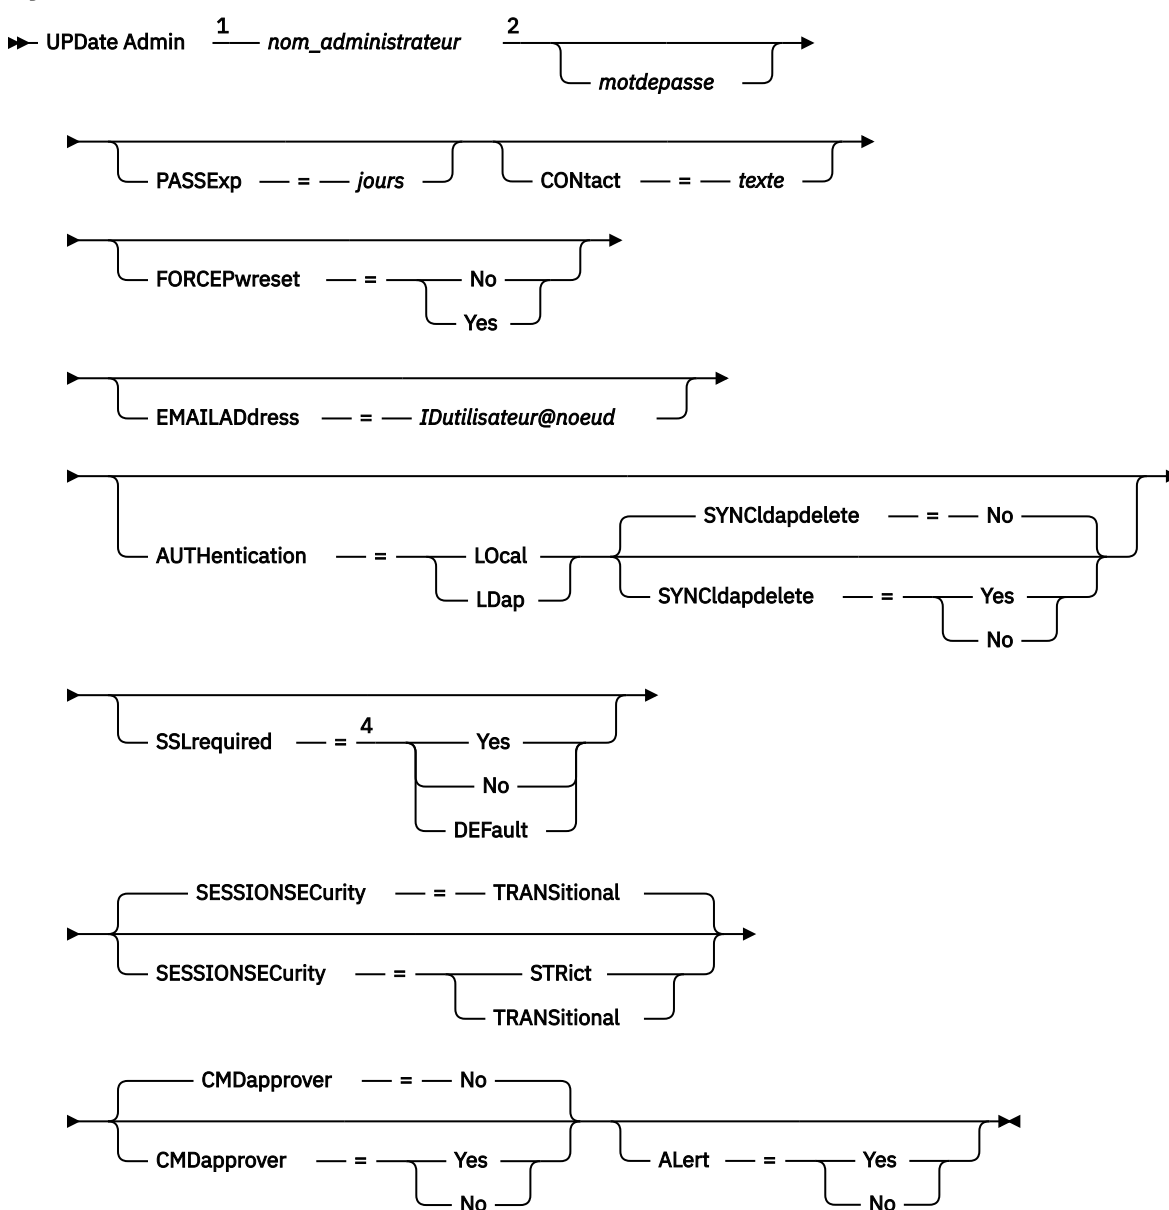 UPDate Admin 1 nom_administrateur 2
motdepasse
PASSExp = jours CONtact = texte
FORCEPwreset = No
Yes
EMAILADdress = IDutilisateur@noeud
SYNCldapdelete = No
AUTHentication = LOcal
LDap SYNCldapdelete = Yes
No
4
SSLrequired = Yes
No
DEFault
SESSIONSECurity = TRANSitional
SESSIONSECurity = STRict
TRANSitional
CMDapprover = No
CMDapprover = Yes ALert = Yes
No No